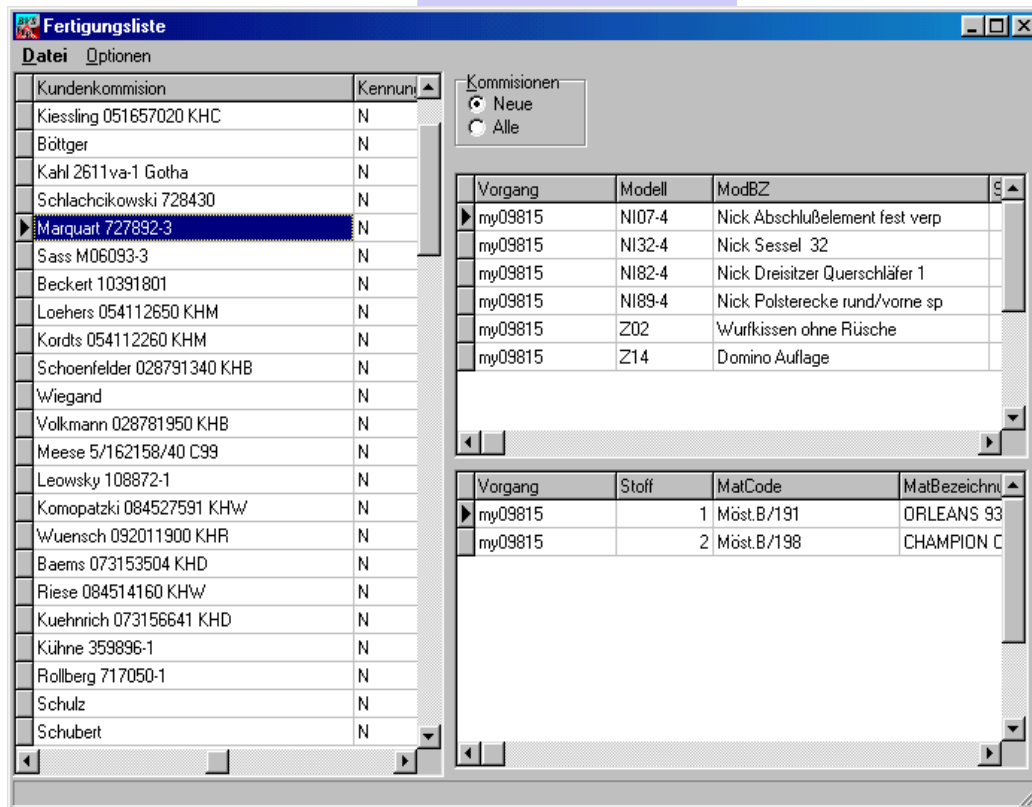 Fertigungsliste
Datei Optionen
Kundenkommision Kennung
Kiessling 051657020 KHC N
Böttger N
Kahl 2611va-1 Gotha N
Schlachcikowski 728430 N
Marquart 727892-3 N
Sass M06093-3 N
Beckert 10391801 N
Loehers 054112650 KHM N
Kordts 054112260 KHM N
Schoenfelder 028791340 KHB N
Wiegand N
Volkmann 028781950 KHB N
Meese 5/162158/40 C99 N
Leowsky 108872-1 N
Komopatzki 084527591 KHW N
Wuensch 092011900 KHR N
Baems 073153504 KHD N
Riese 084514160 KHW N
Kuehnrich 073156641 KHD N
Kühne 359896-1 N
Rollberg 717050-1 N
Schulz N
Schubert N
Kommisionen
Neue
Alle
Vorgang Modell ModBZ S
my09815 NI07-4 Nick Abschlußelement fest verp
my09815 NI32-4 Nick Sessel 32
my09815 NI82-4 Nick Dreisitzer Querschläfer 1
my09815 NI89-4 Nick Polsterecke rund/vorne sp
my09815 Z02 Wurfkissen ohne Rüsche
my09815 Z14 Domino Auflage
Vorgang Stoff MatCode MatBezeichnu
my09815 1 Möst.B/191 ORLEANS 93
my09815 2 Möst.B/198 CHAMPION C